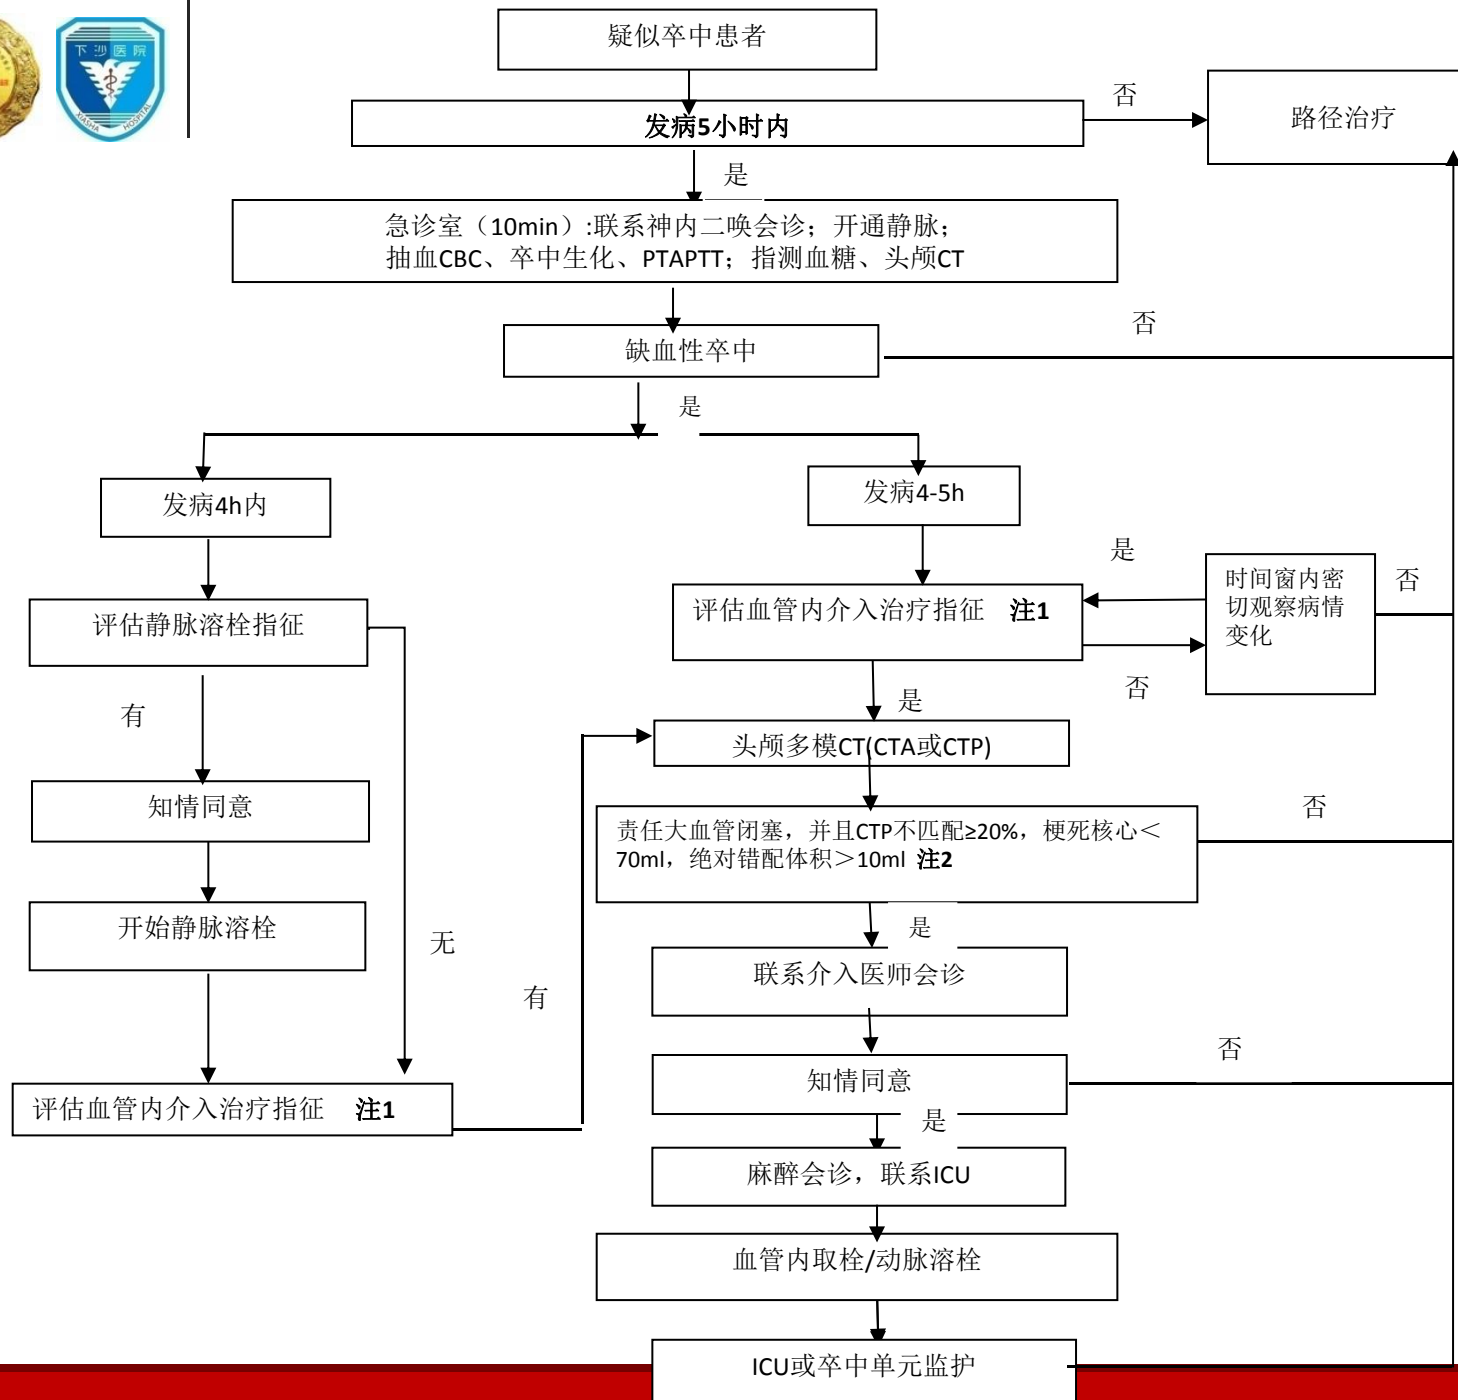 下沙医院
XIASHA HOSPITAL
疑似卒中患者
发病5小时内
否
路径治疗
是
急诊室（10min）:联系神内二唤会诊；开通静脉；
抽血CBC、卒中生化、PTAPTT；指测血糖、头颅CT
缺血性卒中
否
是
发病4h内
发病4-5h
评估静脉溶栓指征
评估血管内介入治疗指征 注1
是
否
时间窗内密
切观察病情
变化
否
有
是
头颅多模CT(CTA或CTP)
知情同意
责任大血管闭塞，并且CTP不匹配≥20%，梗死核心＜
70ml，绝对错配体积＞10ml 注2
否
开始静脉溶栓
无
是
联系介入医师会诊
有
知情同意
否
评估血管内介入治疗指征 注1
是
麻醉会诊，联系ICU
血管内取栓/动脉溶栓
ICU或卒中单元监护